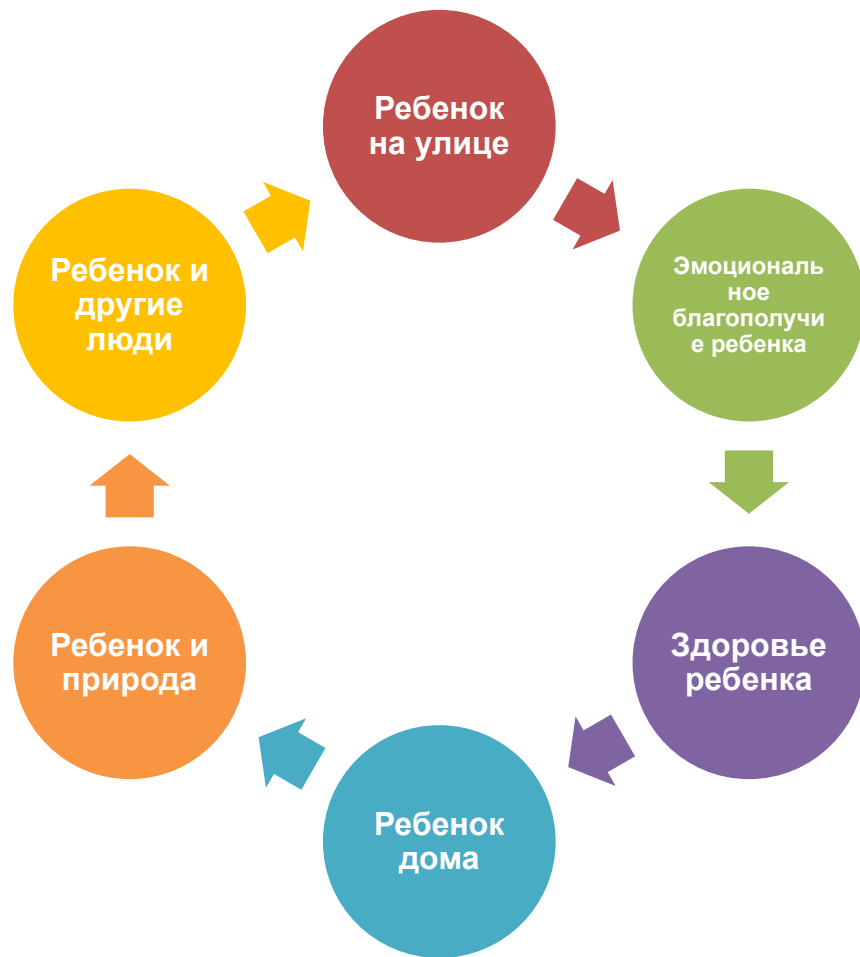 Ребенок
на улице
Эмоциональ
ное
благополучи
е ребенка
Здоровье
ребенка
Ребенок
дома
Ребенок и
природа
Ребенок и
другие
люди